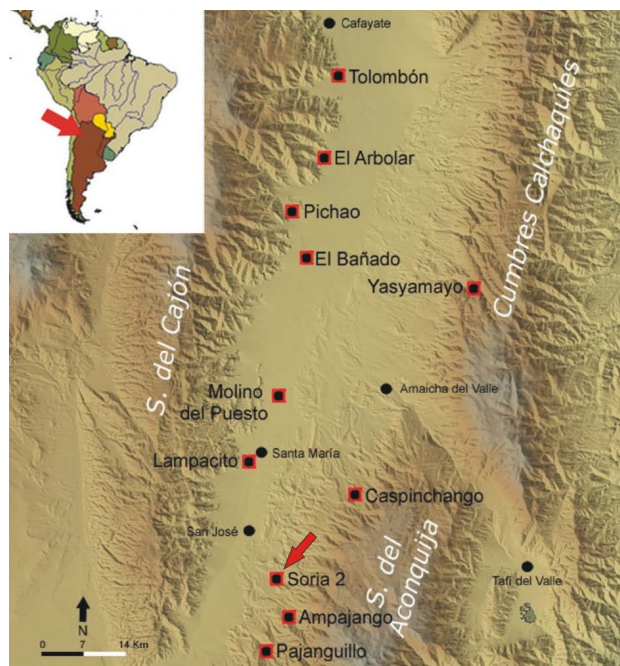 Cafayate
Tolombón
El Arbolar
Pichao
El Bañado
Yasyamayo
Cumbres Calchaquíes
S. del Cajón
Molino
del Puesto
Amaicha del Valle
Santa María
Lampacito
Caspinchango
San José
S. del
Aconquija
Soria 2
Tafí del Valle
Ampajango
Pajanguillo
N
0 7 14 Km